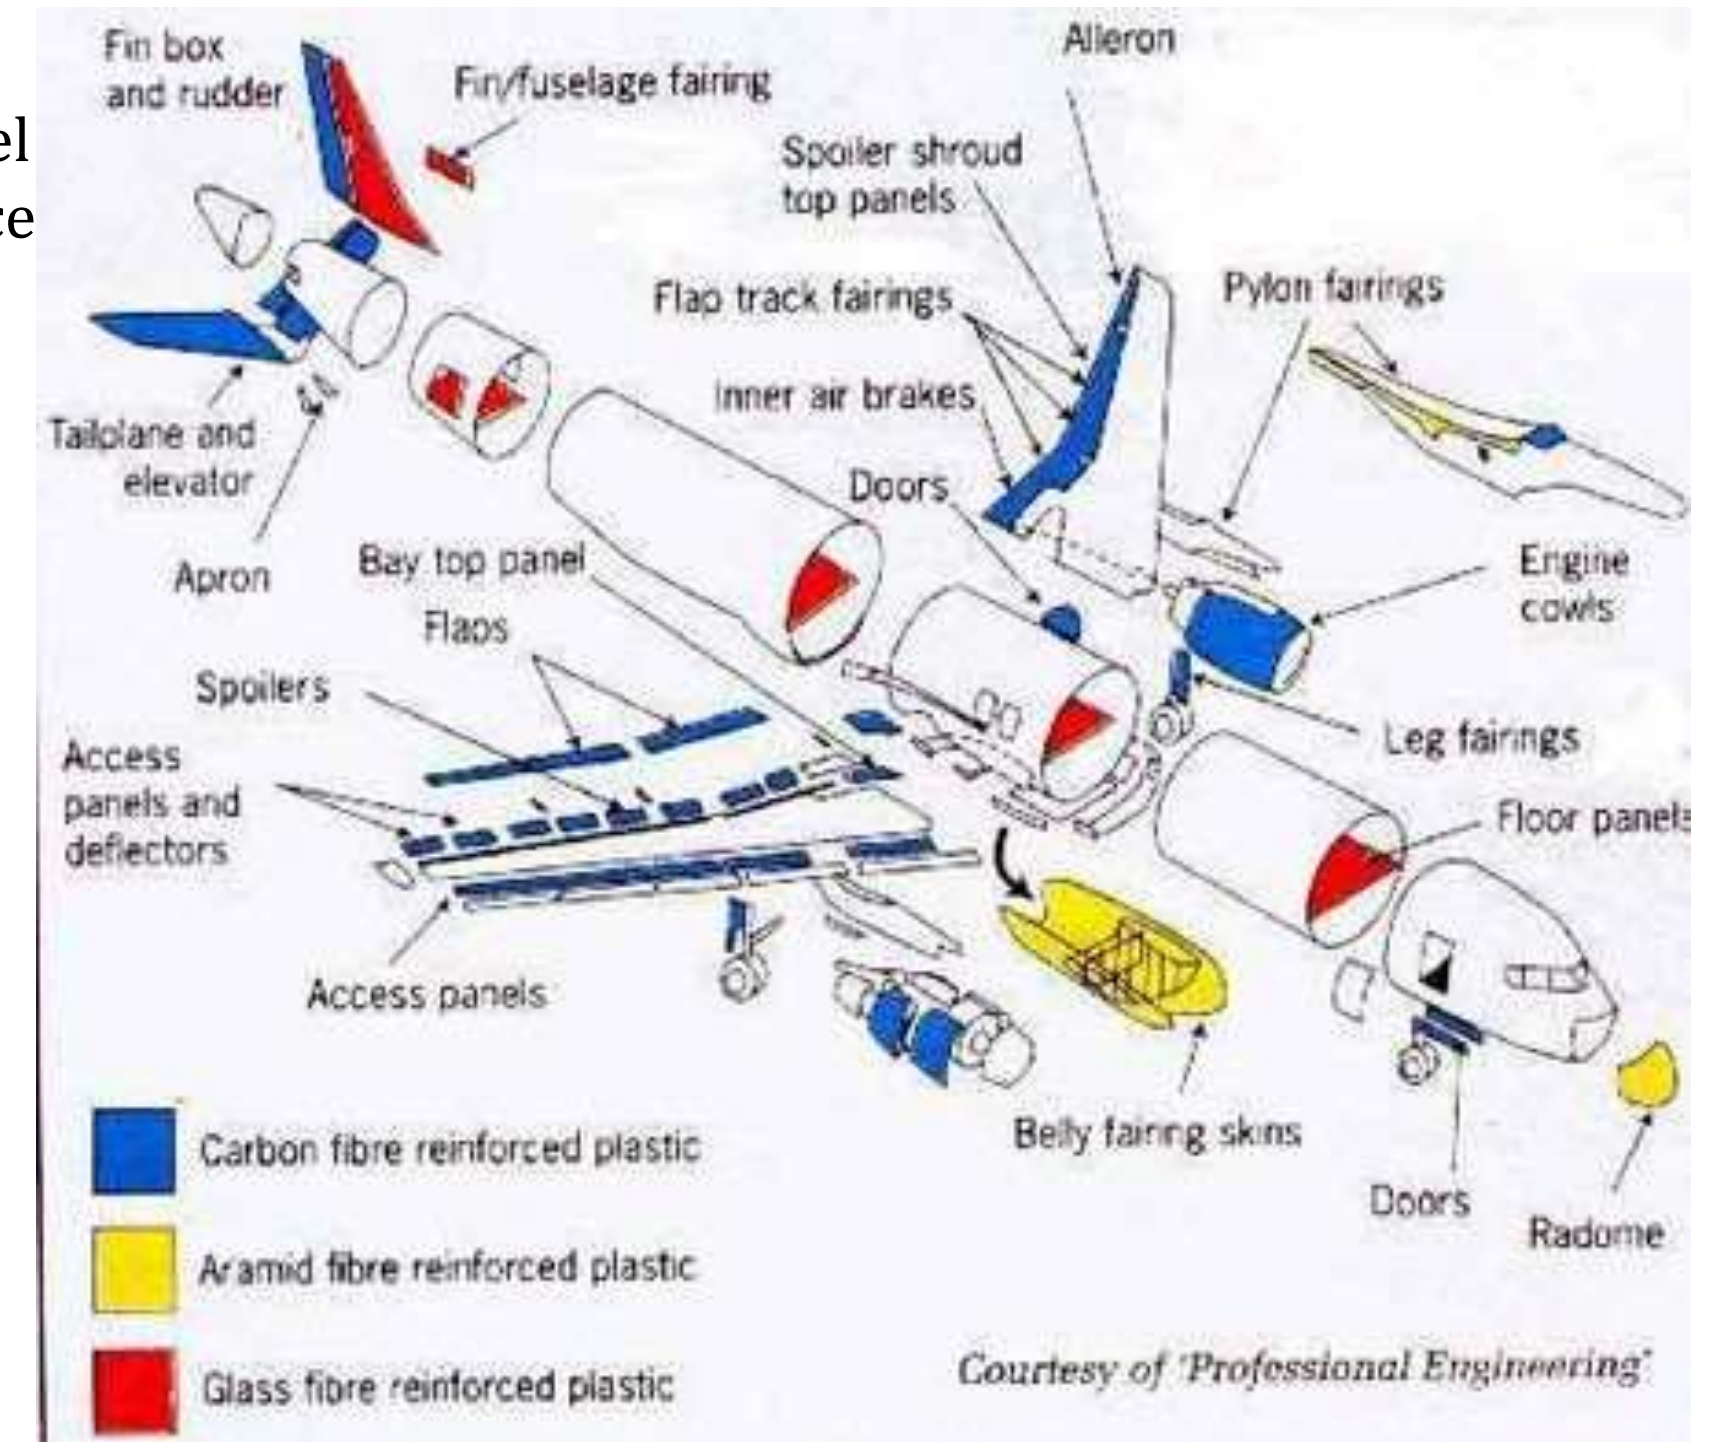 Fin box
and rudder
Fin/fuselage fairing
Aileron
el
ce
Spoiler shroud
top panels
Flap track fairings
Pylon fairings
Inner air brakes
Tailplane and
elevator
Doors
Apron
Bay top panel
Flaps
Engine
cowls
Spoilers
Leg fairings
Access
panels and
deflectors
Floor panels
Access panels
Belly fairing skins
Doors
Radome
Carbon fibre reinforced plastic
Aramid fibre reinforced plastic
Glass fibre reinforced plastic
Courtesy of 'Professional Engineering'